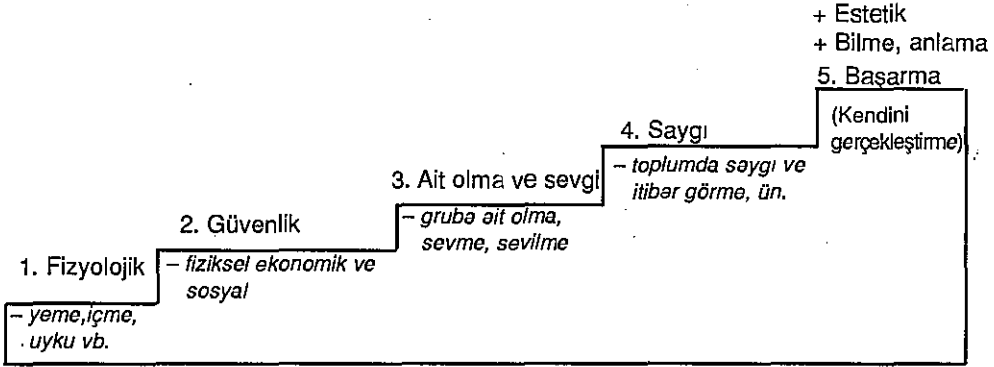 + Estetik
+ Bilme, anlama
5. Başarma
(Kendini
gerçekleştirme)
4. Saygı
– toplumda saygı ve
itibar görme, ün.
3. Ait olma ve sevgi
– gruba ait olma,
sevme, sevilme
2. Güvenlik
– fiziksel ekonomik ve
sosyal
1. Fizyolojik
– yeme,içme,
uyku vb.